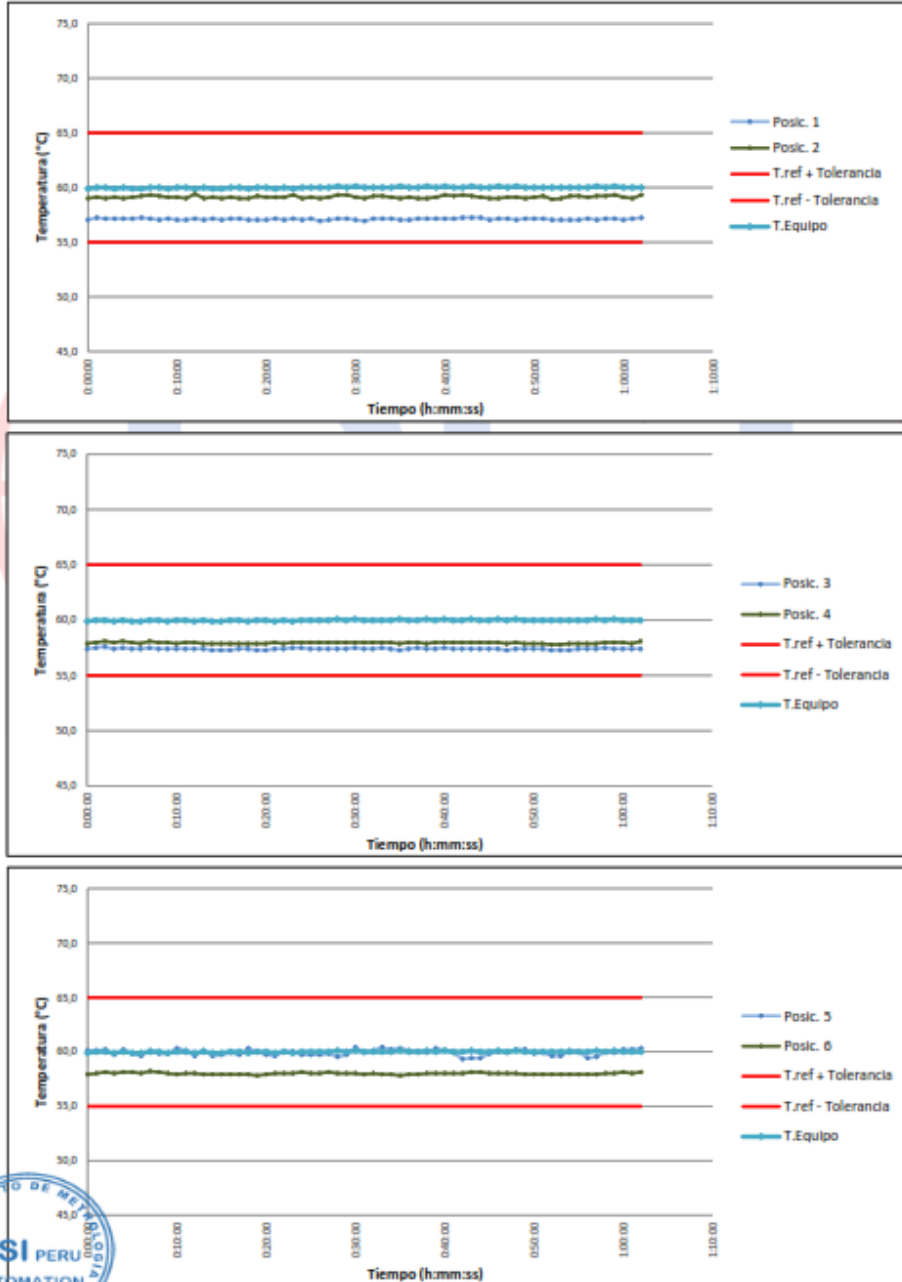 75,0
70,0
65,0
60,0
55,0
50,0
45,0
Temperatura (°C)
0:00:00
0:10:00
0:20:00
0:30:00
0:40:00
0:50:00
1:00:00
1:10:00
Tiempo (h:mm:ss)
Posic. 1
Posic. 2
T.ref + Tolerancia
T.ref - Tolerancia
T.Equipo
75,0
70,0
65,0
60,0
55,0
50,0
45,0
Temperatura (°C)
0:00:00
0:10:00
0:20:00
0:30:00
0:40:00
0:50:00
1:00:00
1:10:00
Tiempo (h:mm:ss)
Posic. 3
Posic. 4
T.ref + Tolerancia
T.ref - Tolerancia
T.Equipo
75,0
70,0
65,0
60,0
55,0
50,0
45,0
Temperatura (°C)
0:00:00
0:10:00
0:20:00
0:30:00
0:40:00
0:50:00
1:00:00
1:10:00
Tiempo (h:mm:ss)
Posic. 5
Posic. 6
T.ref + Tolerancia
T.ref - Tolerancia
T.Equipo
DE METROLOGIA
SI PERU